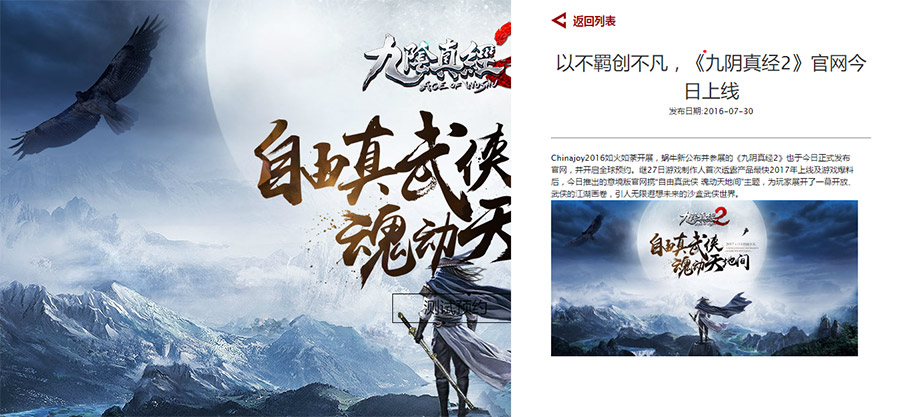 九陰真經2
AGE OF WUSHU
自由真武侠
魂动天
测试预约
返回列表
以不羁创不凡，《九阴真经2》官网今
日上线
发布日期:2016-07-30
Chinajoy2016如火如荼开展，蜗牛新公布并参展的《九阴真经2》也于今日正式发布
官网，并开启全球预约。继27日游戏制作人首次透露产品最快2017年上线及游戏爆料
后，今日推出的意境版官网携“自由真武侠 魂动天地间”主题，为玩家展开了一幕开放、
武侠的江湖画卷，引人无限遐想未来的沙盒武侠世界。
九陰真經2
自由真武侠
魂动天地间